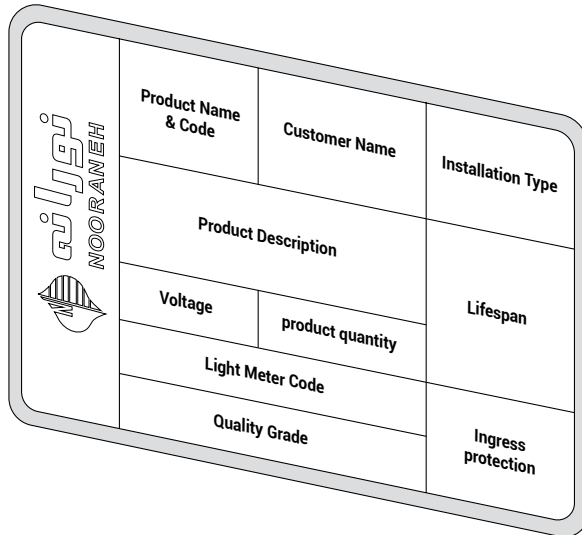 نورانه
NOORANEH
Product Name
& Code
Customer Name
Installation Type
Product Description
Lifespan
Voltage
product quantity
Light Meter Code
Quality Grade
Ingress
protection